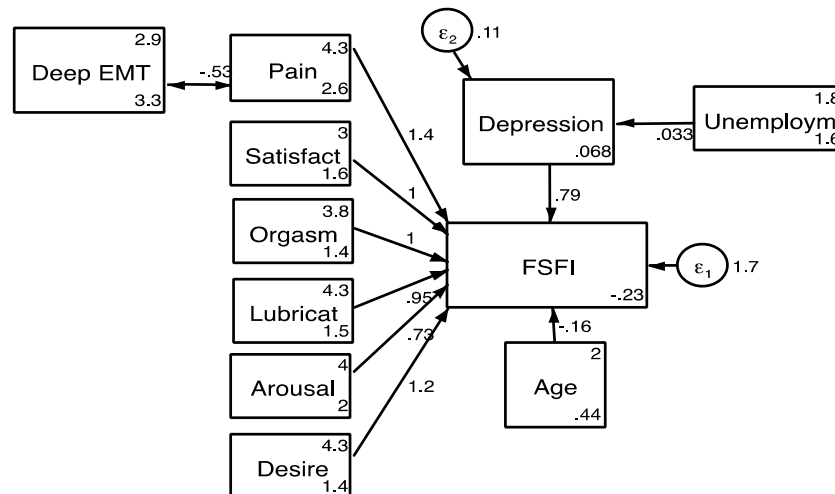 2.9
Deep EMT
3.3
-.53
4.3
Pain
2.6
1.4
3
Satisfact
1.6
1
3.8
Orgasm
1.4
1
4.3
Lubricat
1.5
.95
4
Arousal
2
.73
4.3
Desire
1.4
1.2
ε2
.11
Depression
.068
1.8
Unemploym
1.6
.033
.79
FSFI
-.23
ε1
1.7
-.16
2
Age
.44